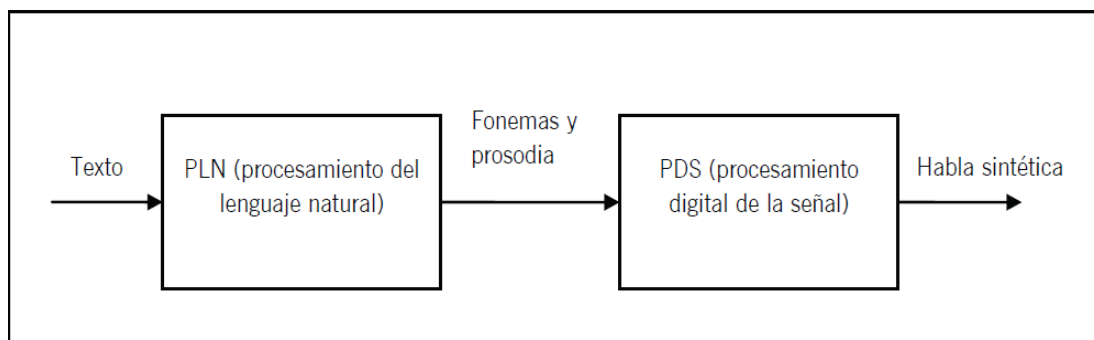 Texto
PLN (procesamiento del
lenguaje natural)
Fonemas y
prosodia
PDS (procesamiento
digital de la señal)
Habla sintética